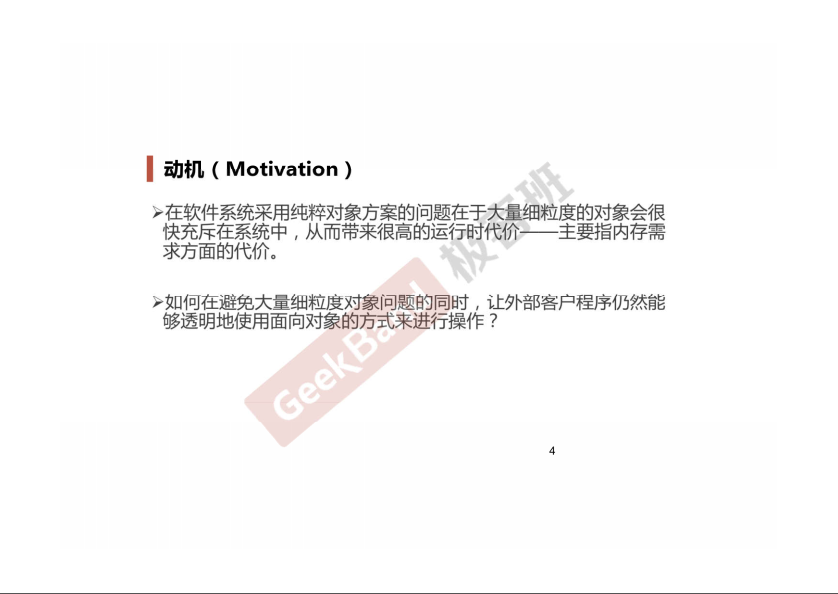 动机（Motivation）
➢在软件系统采用纯粹对象方案的问题在于大量细粒度的对象会很
快充斥在系统中，从而带来很高的运行时代价——主要指内存需
求方面的代价。
➢如何在避免大量细粒度对象问题的同时，让外部客户程序仍然能
够透明地使用面向对象的方式来进行操作？
GeekBand 极客班
4